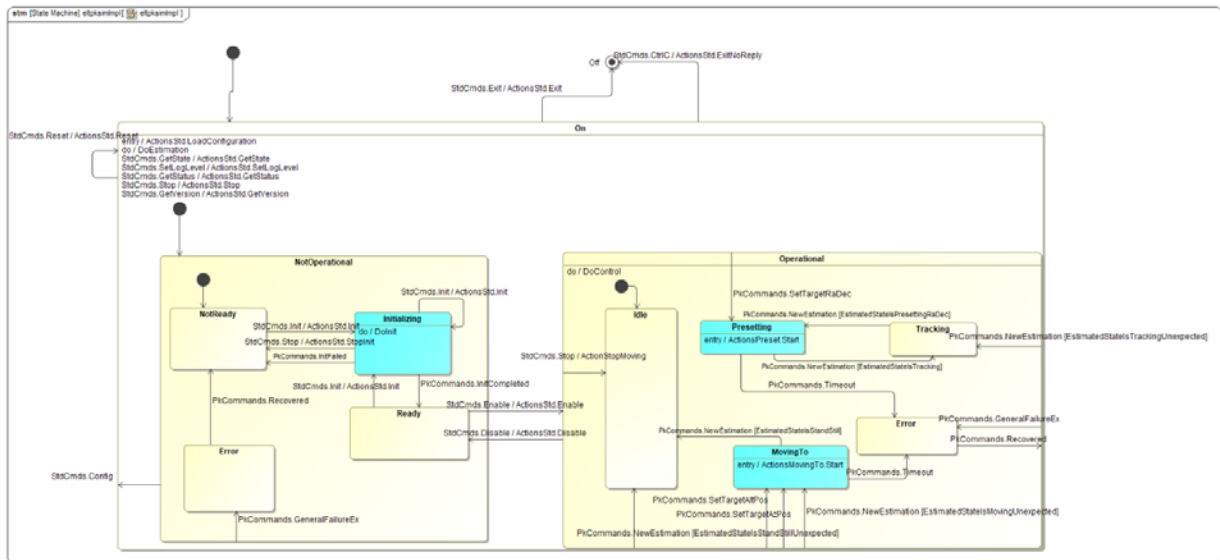 stm [State Machine] eltpksimImpl[ eltpksimImpl ]
Off
StdCmds.CtrlC / ActionsStd.ExitNoReply
StdCmds.Exit / ActionsStd.Exit
On
StdCmds.Reset / ActionsStd.Reset
entry / ActionsStd.LoadConfiguration
do / DoEstimation
StdCmds.GetState / ActionsStd.GetState
StdCmds.SetLogLevel / ActionsStd.SetLogLevel
StdCmds.GetStatus / ActionsStd.GetStatus
StdCmds.Stop / ActionsStd.Stop
StdCmds.GetVersion / ActionsStd.GetVersion
NotOperational
StdCmds.Init / ActionsStd.Init
NotReady
Initializing
do / DoInit
StdCmds.Init / ActionsStd.Init
StdCmds.Stop / ActionsStd.StopInit
PkCommands.InitFailed
StdCmds.Init / ActionsStd.Init
PkCommands.InitCompleted
PkCommands.Recovered
Ready
StdCmds.Enable / ActionsStd.Enable
StdCmds.Disable / ActionsStd.Disable
Error
StdCmds.Config
PkCommands.GeneralFailureEx
Operational
do / DoControl
PkCommands.SetTargetRaDec
Idle
PkCommands.NewEstimation [EstimatedStateIsPresettingRaDec]
Presetting
entry / ActionsPreset.Start
Tracking
PkCommands.NewEstimation [EstimatedStateIsTrackingUnexpected]
StdCmds.Stop / ActionStopMoving
PkCommands.NewEstimation [EstimatedStateIsTracking]
PkCommands.Timeout
Error
PkCommands.GeneralFailureEx
PkCommands.Recovered
PkCommands.NewEstimation [EstimatedStateIsStandStill]
MovingTo
entry / ActionsMovingTo.Start
PkCommands.Timeout
PkCommands.SetTargetAltPos
PkCommands.SetTargetAzPos
PkCommands.NewEstimation [EstimatedStateIsMovingUnexpected]
PkCommands.NewEstimation [EstimatedStateIsStandStillUnexpected]